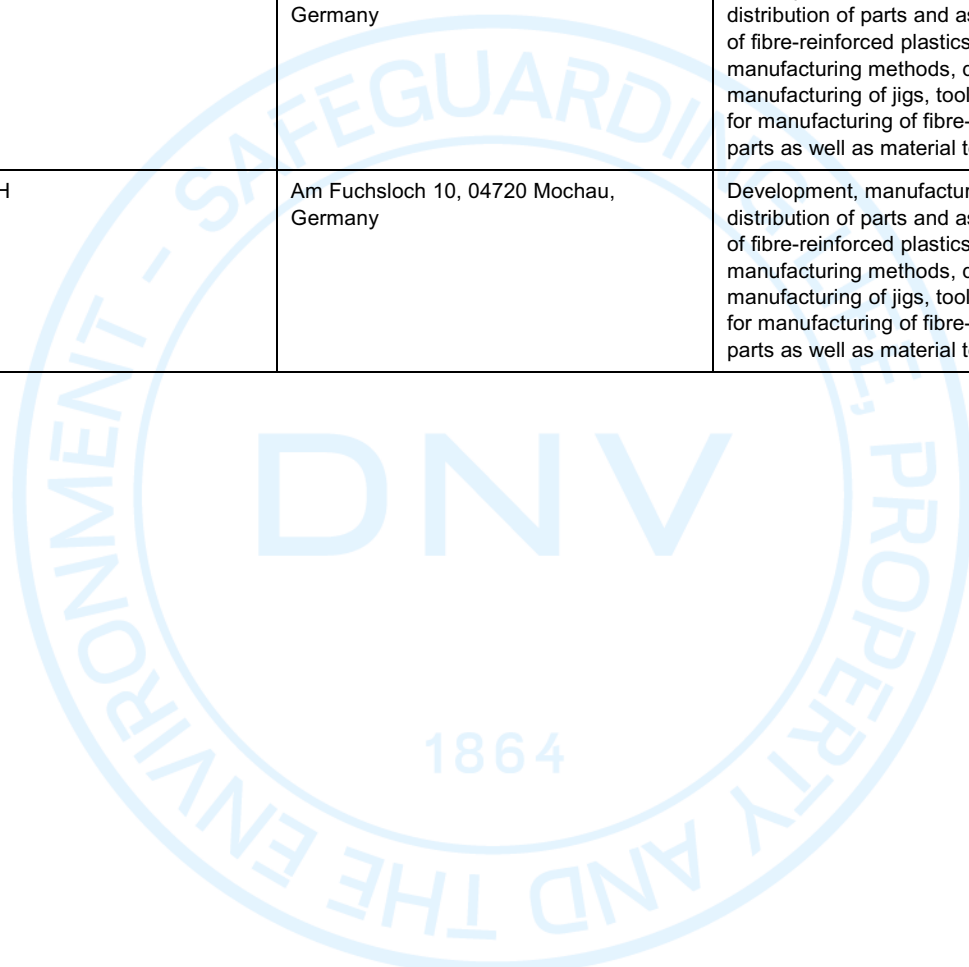 Germany
distribution of parts and as
of fibre-reinforced plastics
manufacturing methods, 
manufacturing of jigs, tool
for manufacturing of fibre-
parts as well as material t
H
Am Fuchsloch 10, 04720 Mochau,
Germany
Development, manufactur
distribution of parts and as
of fibre-reinforced plastics
manufacturing methods, 
manufacturing of jigs, tool
for manufacturing of fibre-
parts as well as material t
SAFEGUARDING LIFE, PROPERTY AND THE ENVIRONMENT -
DNV
1864